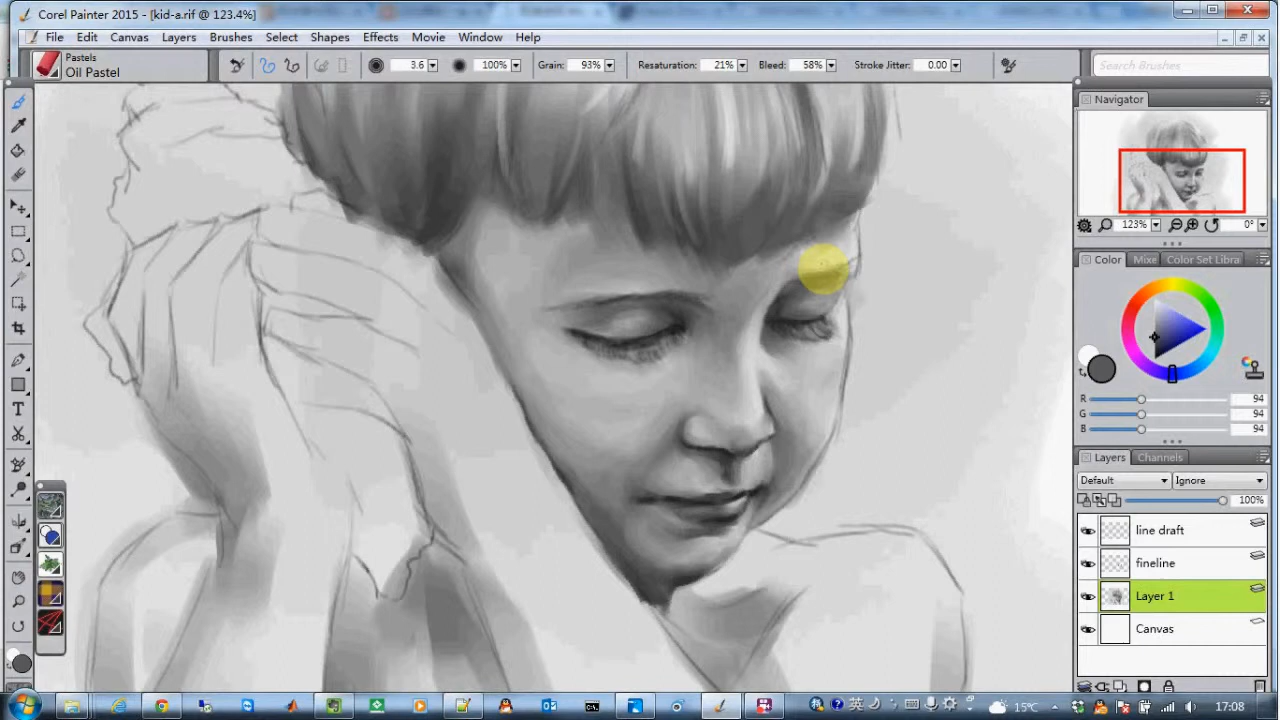 Corel Painter 2015 - [kid-a.rif @ 123.4%]
File Edit Canvas Layers Brushes Select Shapes Effects Movie Window Help
Pastels
Oil Pastel
3.6 100% Grain: 93% Resaturation: 21% Bleed: 58% Stroke Jitter: 0.00
Search Brushes
Navigator
123% 0°
Color Mixe Color Set Libra
R 94
G 94
B 94
Layers Channels
Default Ignore
100%
line draft
fineline
Layer 1
Canvas
英 15℃ 17:08